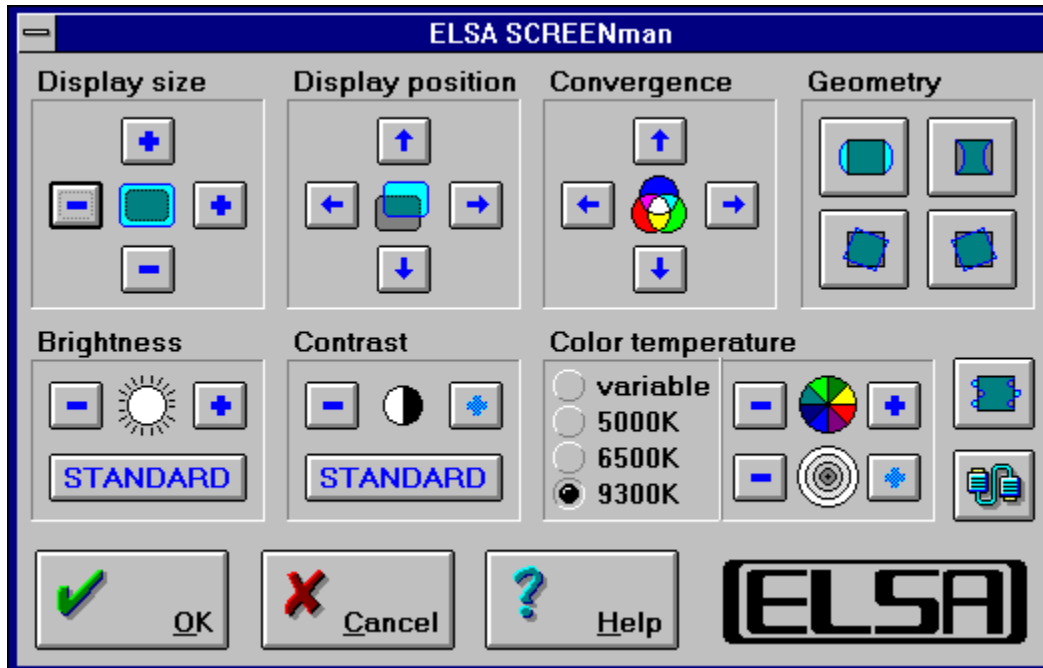 ELSA SCREENman
Display size
Display position
Convergence
Geometry
Brightness
Contrast
Color temperature
variable
5000K
6500K
9300K
STANDARD
STANDARD
OK
Cancel
Help
ELSA